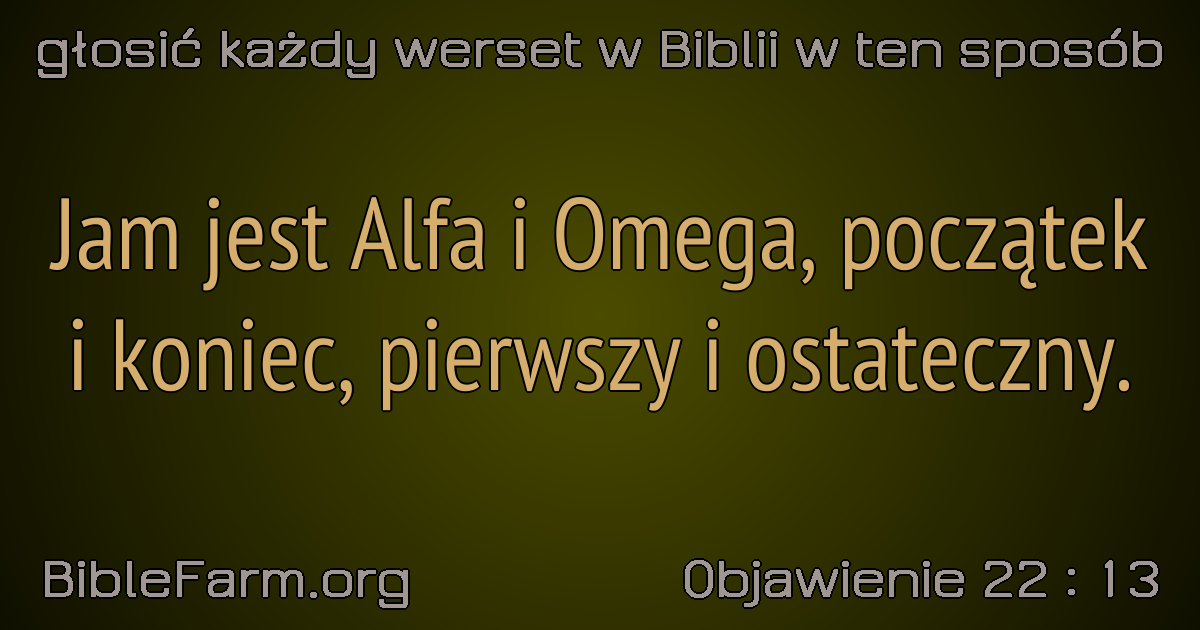 głosić każdy werset w Biblii w ten sposób
Jam jest Alfa i Omega, początek
i koniec, pierwszy i ostateczny.
BibleFarm.org
Objawienie 22 : 13